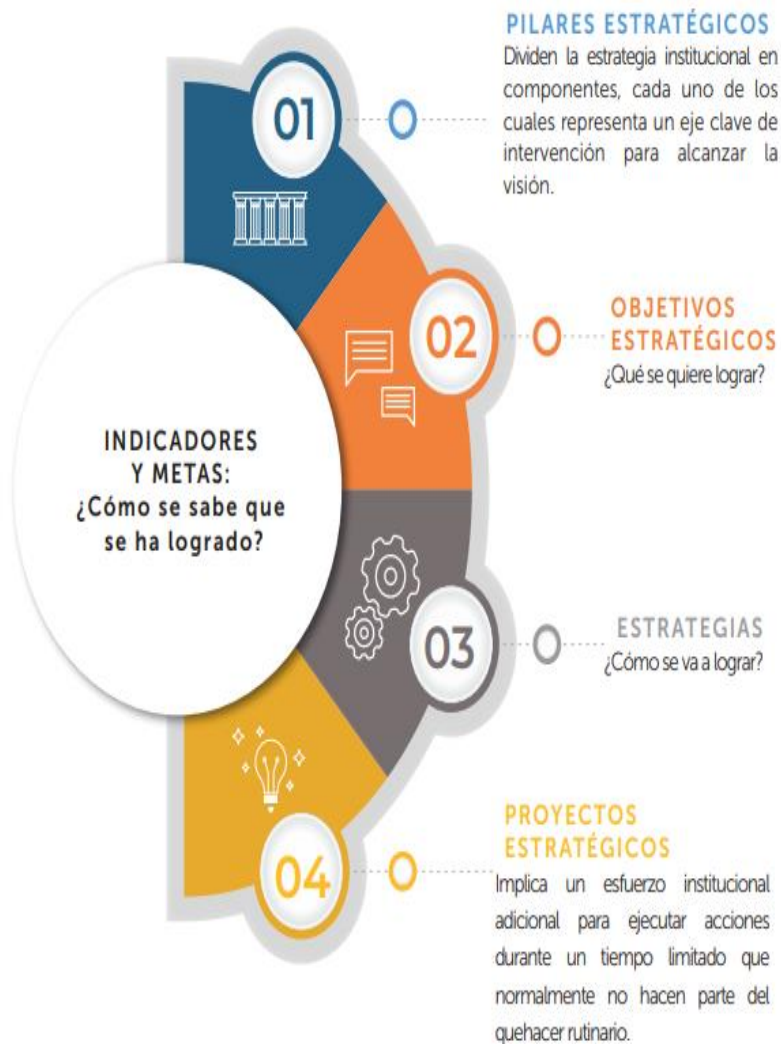 PILARES ESTRATÉGICOS
Dividen la estrategia institucional en
componentes, cada uno de los
cuales representa un eje clave de
intervención para alcanzar la
visión.
01
OBJETIVOS
ESTRATÉGICOS
¿Qué se quiere lograr?
02
INDICADORES
Y METAS:
¿Cómo se sabe que
se ha logrado?
ESTRATEGIAS
¿Cómo se va a lograr?
03
PROYECTOS
ESTRATÉGICOS
Implica un esfuerzo institucional
adicional para ejecutar acciones
durante un tiempo limitado que
normalmente no hacen parte del
quehacer rutinario.
04